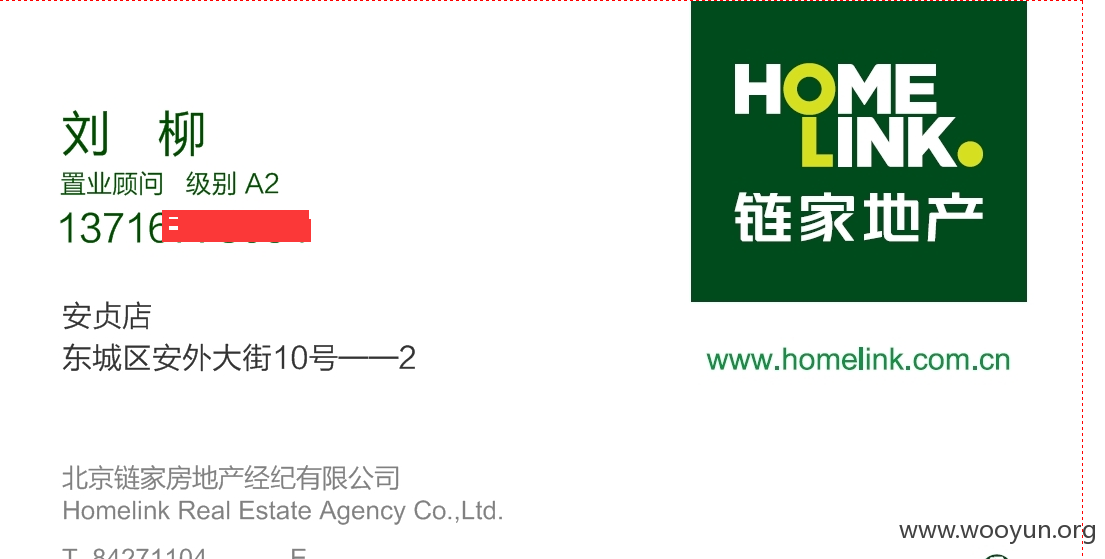 HOME
LINK.
链家地产
刘 柳
置业顾问 级别 A2
13716
安贞店
东城区安外大街10号——2
www.homelink.com.cn
北京链家房地产经纪有限公司
Homelink Real Estate Agency Co.,Ltd.
T 84271104 F
www.wooyun.org